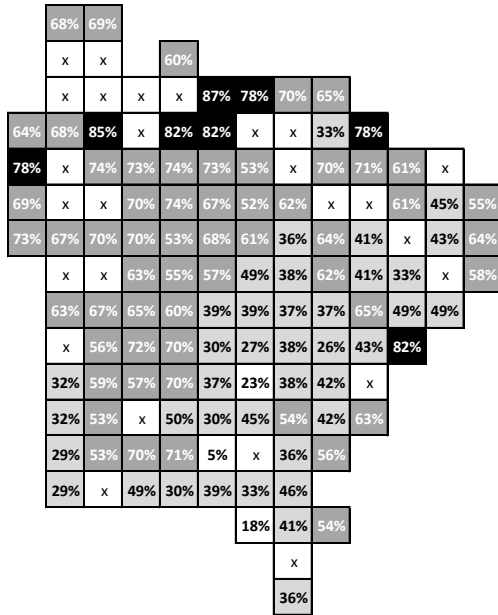 68% 69%
x x 60%
x x x x 87% 78% 70% 65%
64% 68% 85% x 82% 82% x x 33% 78%
78% x 74% 73% 74% 73% 53% x 70% 71% 61% x
69% x x 70% 74% 67% 52% 62% x x 61% 45% 55%
73% 67% 70% 70% 53% 68% 61% 36% 64% 41% x 43% 64%
x x 63% 55% 57% 49% 38% 62% 41% 33% x 58%
63% 67% 65% 60% 39% 39% 37% 37% 65% 49% 49%
x 56% 72% 70% 30% 27% 38% 26% 43% 82%
32% 59% 57% 70% 37% 23% 38% 42% x
32% 53% x 50% 30% 45% 54% 42% 63%
29% 53% 70% 71% 5% x 36% 56%
29% x 49% 30% 39% 33% 46%
18% 41% 54%
x
36%